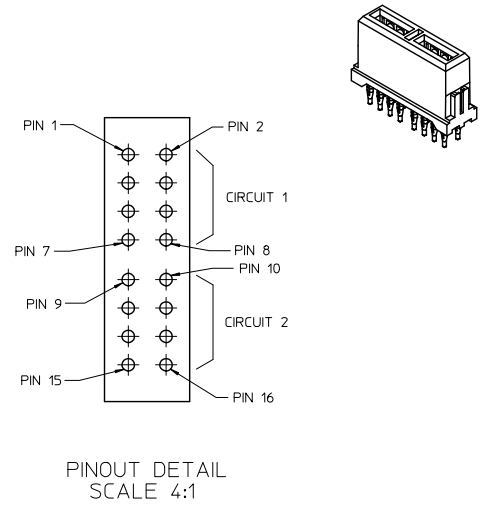 PIN 1
PIN 2
CIRCUIT 1
PIN 7
PIN 8
PIN 10
PIN 9
CIRCUIT 2
PIN 15
PIN 16
PINOUT DETAIL
SCALE 4:1